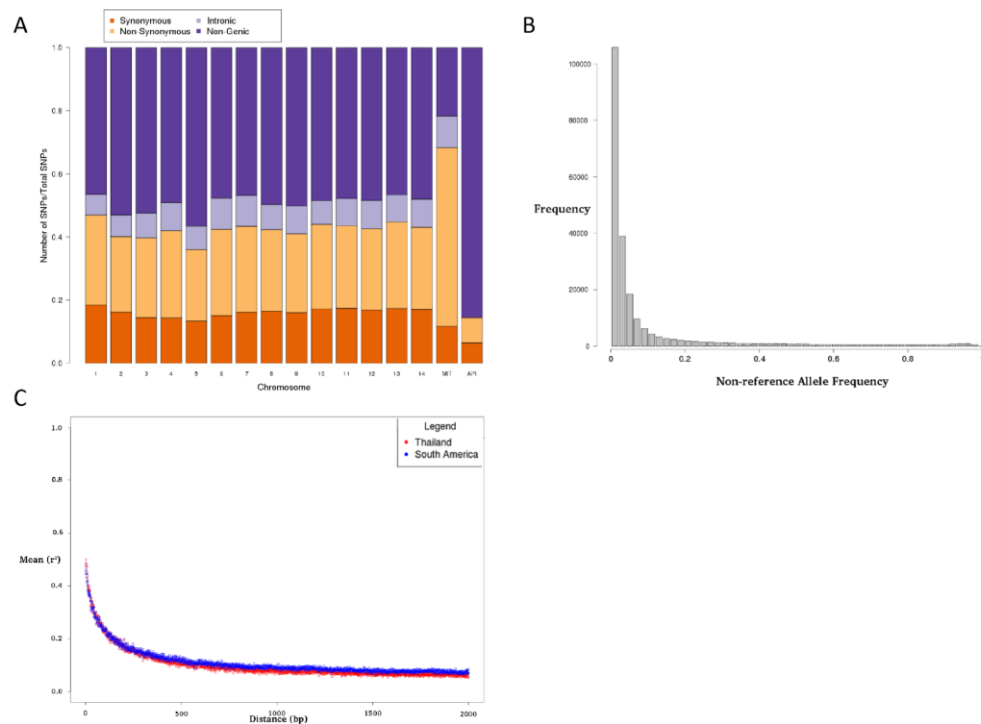 A
Synonymous
Non-Synonymous
Intronic
Non-Genic
1.0
0.8
0.6
0.4
0.2
0.0
Number of SNPs/Total SNPs
1 2 3 4 5 6 7 8 9 10 11 12 13 14 MIT API
Chromosome
B
100000
80000
60000
40000
20000
0
Frequency
0 0.2 0.4 0.6 0.8 1
Non-reference Allele Frequency
C
Legend
Thailand
South America
1.0
0.8
0.6
0.4
0.2
0.0
Mean (r²)
0 500 1000 1500 2000
Distance (bp)